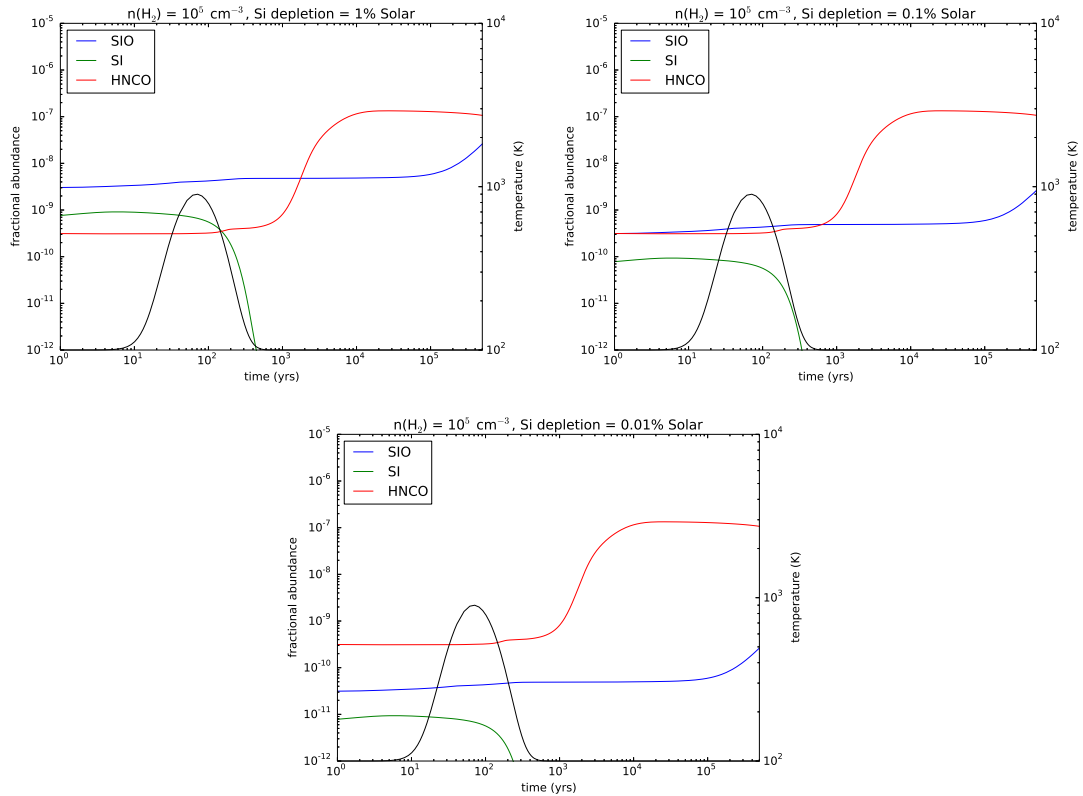 n(H₂) = 10⁵ cm⁻³, Si depletion = 1% Solar
10⁻⁵
10⁻⁶
10⁻⁷
10⁻⁸
10⁻⁹
10⁻¹⁰
10⁻¹¹
10⁻¹²
fractional abundance
SIO
SI
HNCO
10⁴
10³
10²
temperature (K)
10⁰ 10¹ 10² 10³ 10⁴ 10⁵
time (yrs)
n(H₂) = 10⁵ cm⁻³, Si depletion = 0.1% Solar
10⁻⁵
10⁻⁶
10⁻⁷
10⁻⁸
10⁻⁹
10⁻¹⁰
10⁻¹¹
10⁻¹²
fractional abundance
SIO
SI
HNCO
10⁴
10³
10²
temperature (K)
10⁰ 10¹ 10² 10³ 10⁴ 10⁵
time (yrs)
n(H₂) = 10⁵ cm⁻³, Si depletion = 0.01% Solar
10⁻⁵
10⁻⁶
10⁻⁷
10⁻⁸
10⁻⁹
10⁻¹⁰
10⁻¹¹
10⁻¹²
fractional abundance
SIO
SI
HNCO
10⁴
10³
10²
temperature (K)
10⁰ 10¹ 10² 10³ 10⁴ 10⁵
time (yrs)